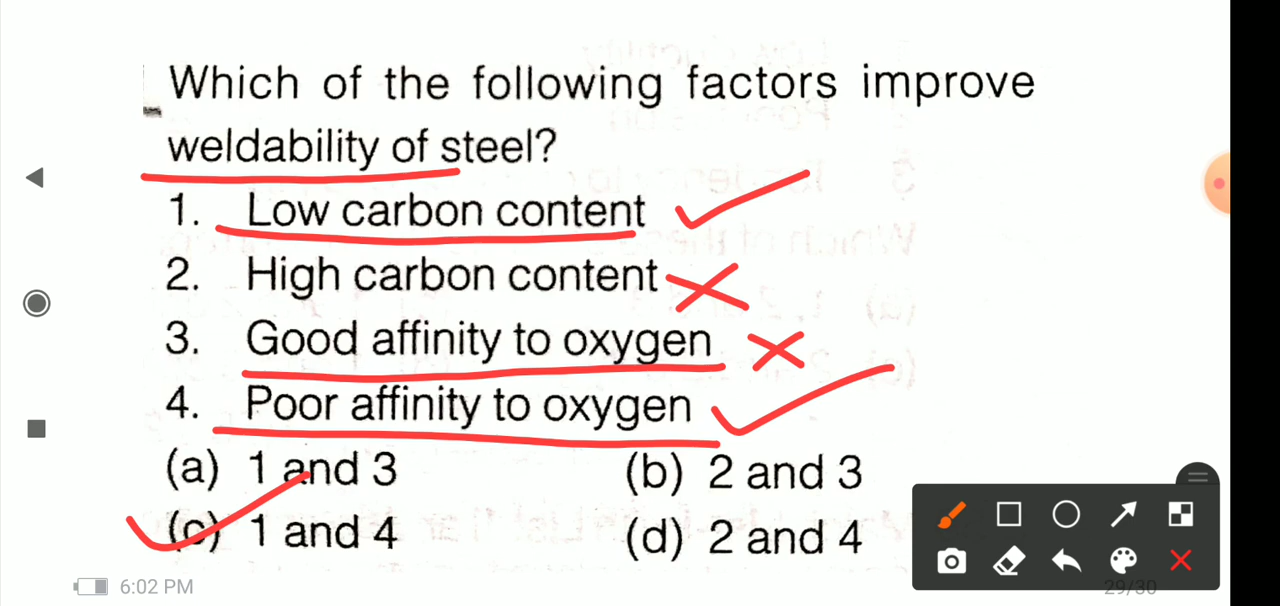 Which of the following factors improve
weldability of steel?
1. Low carbon content
2. High carbon content
3. Good affinity to oxygen
4. Poor affinity to oxygen
(a) 1 and 3 (b) 2 and 3
(c) 1 and 4 (d) 2 and 4
6:02 PM 29/30